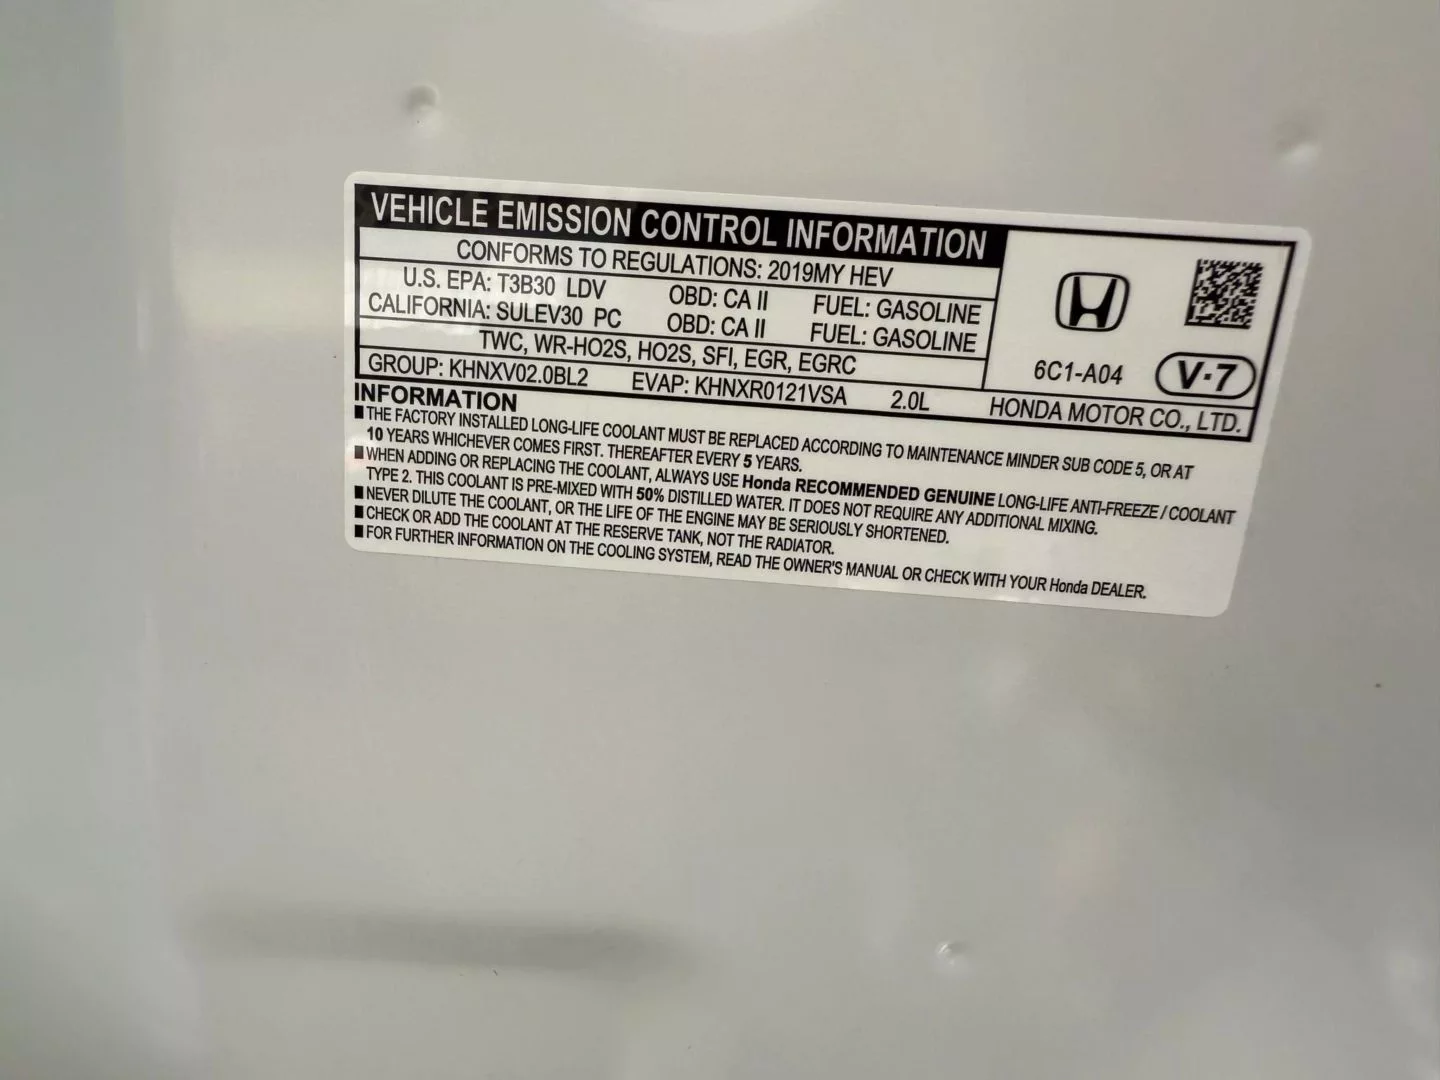 VEHICLE EMISSION CONTROL INFORMATION
CONFORMS TO REGULATIONS: 2019MY HEV
U.S. EPA: T3B30 LDV OBD: CA II FUEL: GASOLINE
CALIFORNIA: SULEV30 PC OBD: CA II FUEL: GASOLINE
TWC, WR-HO2S, HO2S, SFI, EGR, EGRC
6C1-A04 V-7
GROUP: KHNXV02.0BL2 EVAP: KHNXR0121VSA 2.0L HONDA MOTOR CO., LTD.
INFORMATION
■ THE FACTORY INSTALLED LONG-LIFE COOLANT MUST BE REPLACED ACCORDING TO MAINTENANCE MINDER SUB CODE 5, OR AT
10 YEARS WHICHEVER COMES FIRST. THEREAFTER EVERY 5 YEARS.
■ WHEN ADDING OR REPLACING THE COOLANT, ALWAYS USE Honda RECOMMENDED GENUINE LONG-LIFE ANTI-FREEZE / COOLANT
TYPE 2. THIS COOLANT IS PRE-MIXED WITH 50% DISTILLED WATER. IT DOES NOT REQUIRE ANY ADDITIONAL MIXING.
■ NEVER DILUTE THE COOLANT, OR THE LIFE OF THE ENGINE MAY BE SERIOUSLY SHORTENED.
■ CHECK OR ADD THE COOLANT AT THE RESERVE TANK, NOT THE RADIATOR.
■ FOR FURTHER INFORMATION ON THE COOLING SYSTEM, READ THE OWNER'S MANUAL OR CHECK WITH YOUR Honda DEALER.